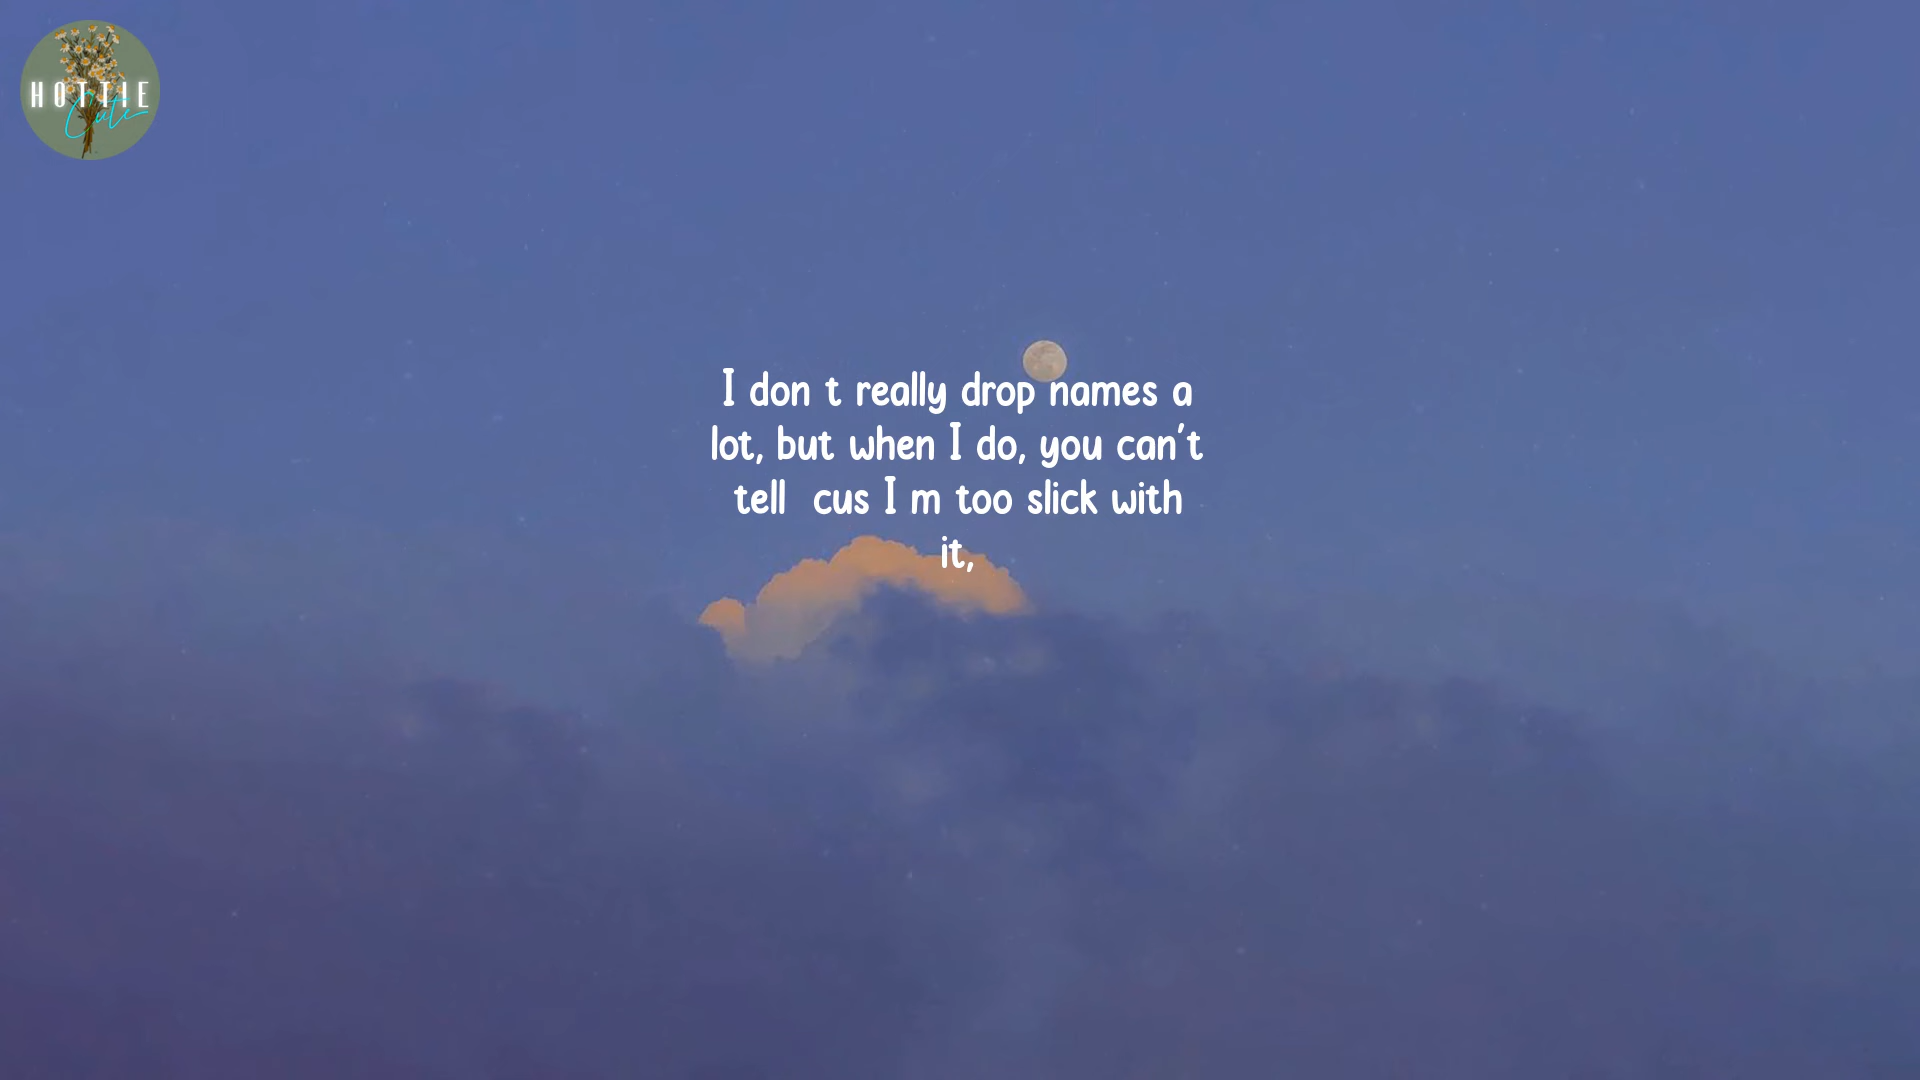 HOTTIE
Cute
I don t really drop names a
lot, but when I do, you can't
tell  cus I m too slick with
it,